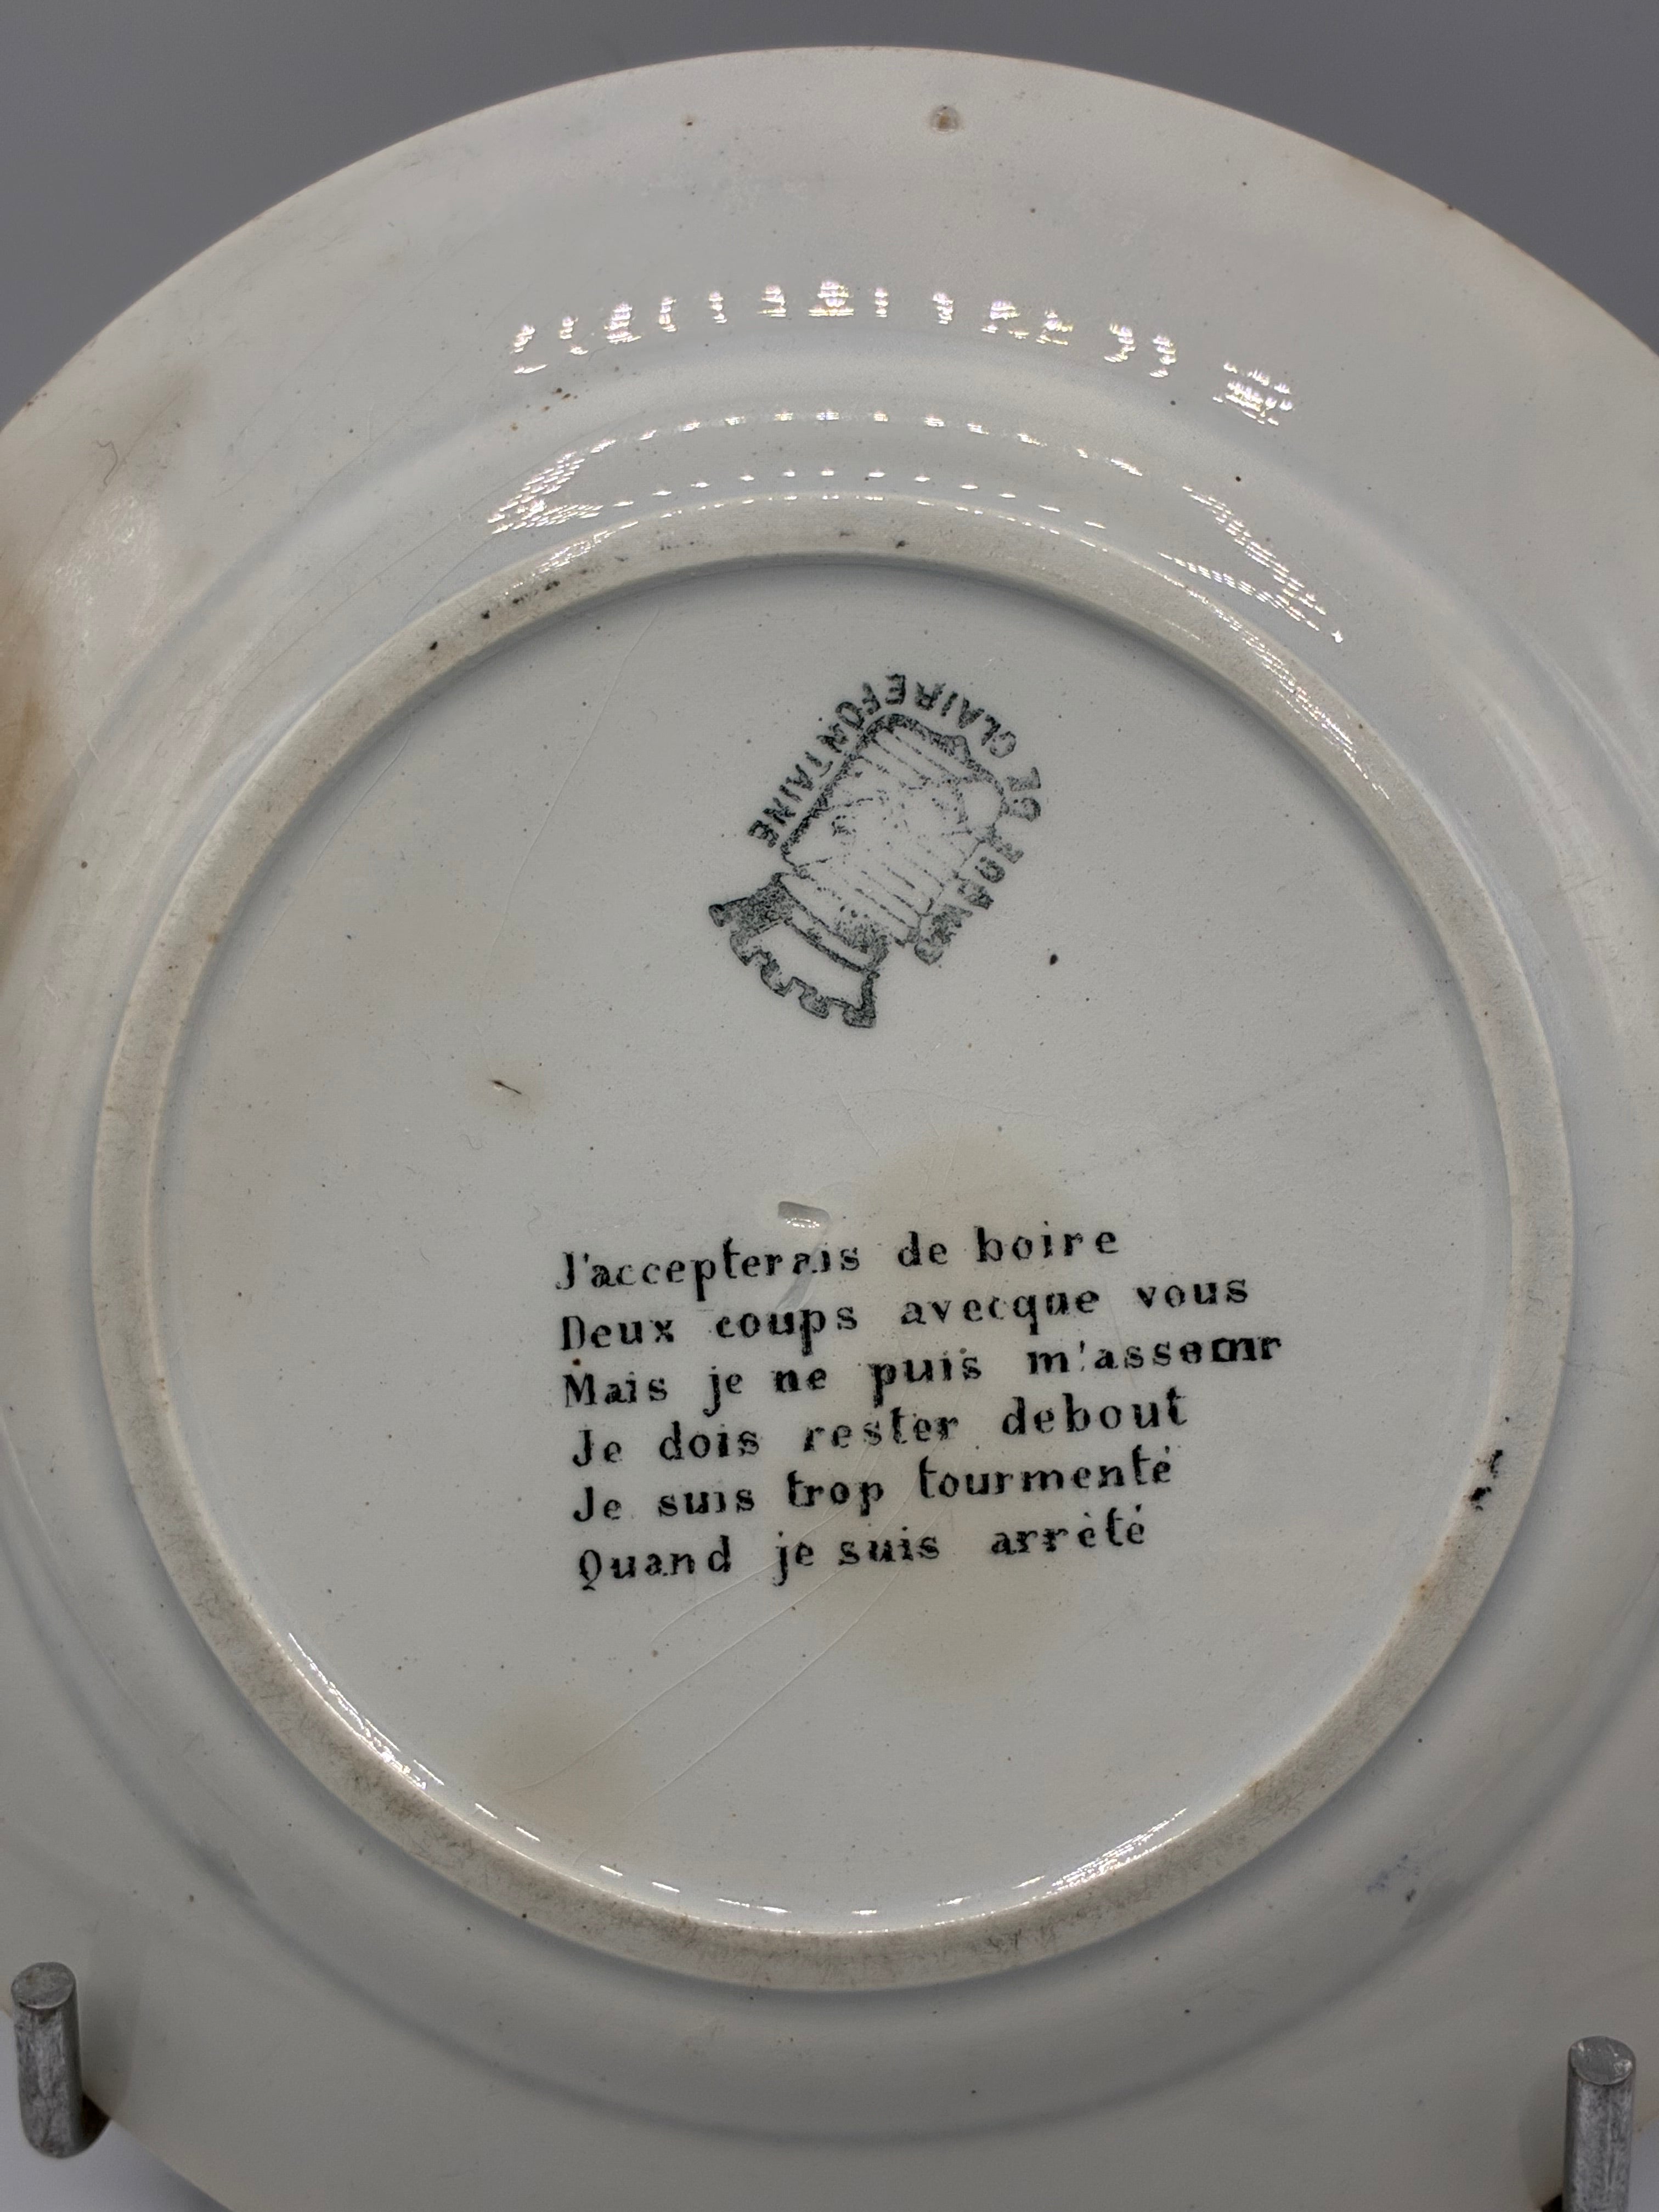 CLAIREFONTAINE
J'accepterais de boire
Deux coups avecque vous
Mais je ne puis m'asseoir
Je dois rester debout
Je suis trop tourmenté
Quand je suis arrêté